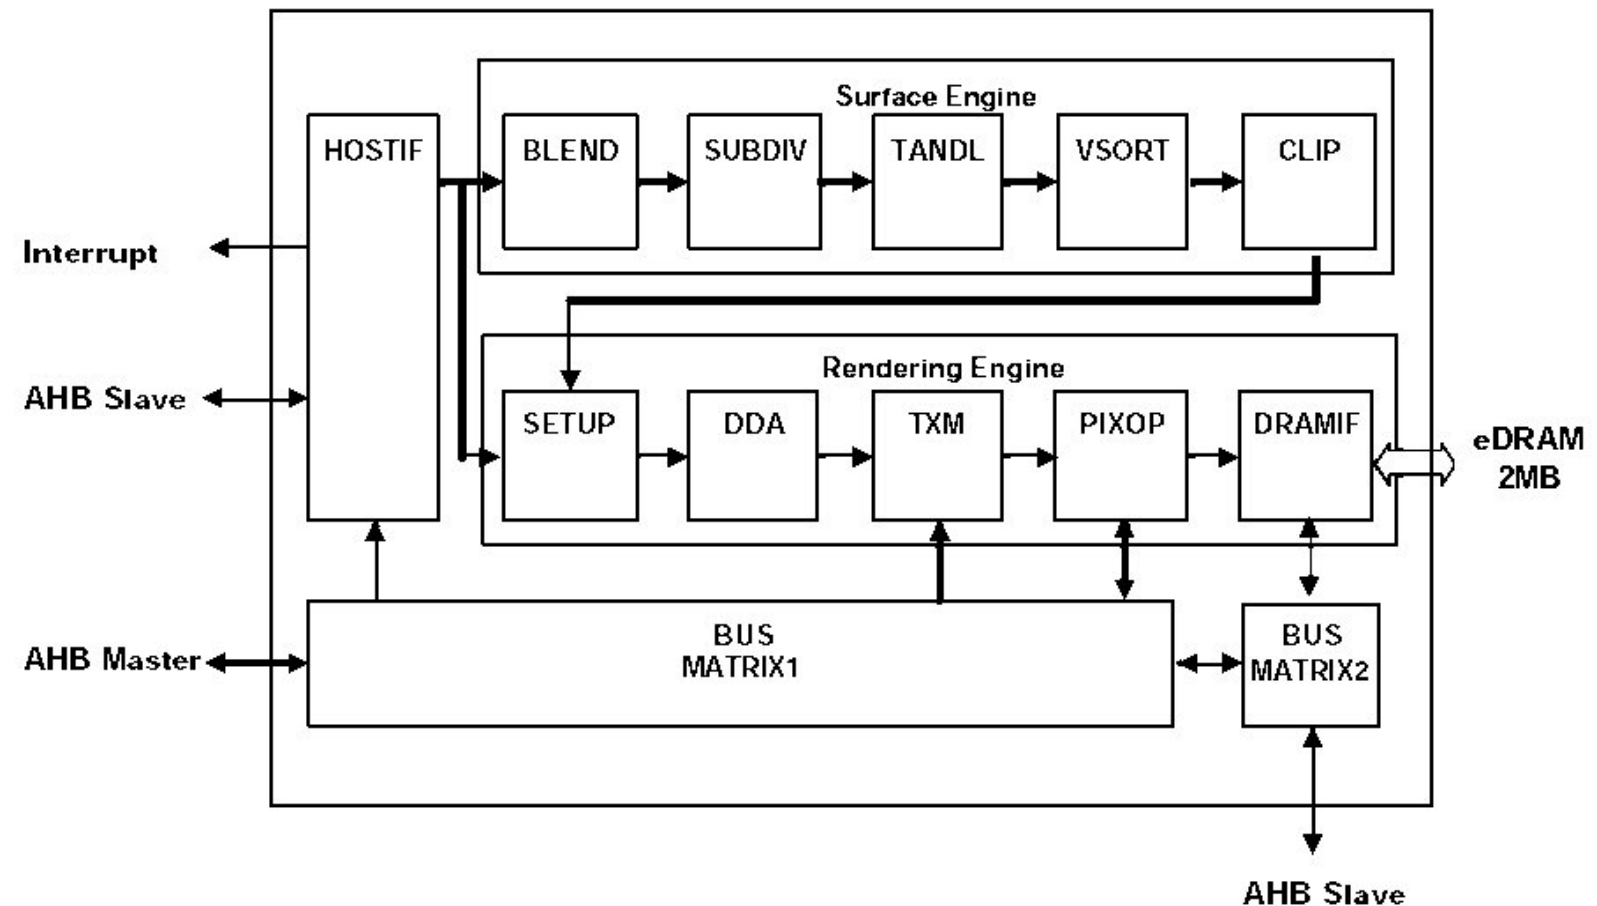 Surface Engine
HOSTIF
BLEND
SUBDIV
TANDL
VSORT
CLIP
Interrupt
AHB Slave
Rendering Engine
SETUP
DDA
TXM
PIXOP
DRAMIF
eDRAM
2MB
AHB Master
BUS
MATRIX1
BUS
MATRIX2
AHB Slave